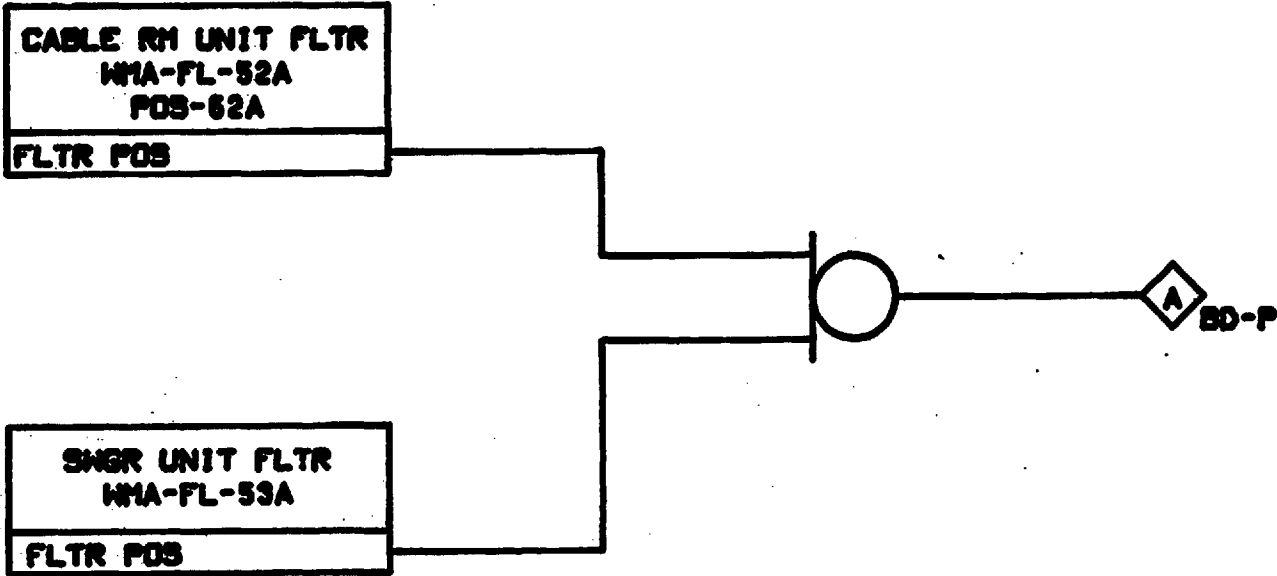 CABLE RM UNIT FLTR
WMA-FL-52A
POS-62A
FLTR POS
A
BD-P
SWGR UNIT FLTR
WMA-FL-53A
FLTR POS